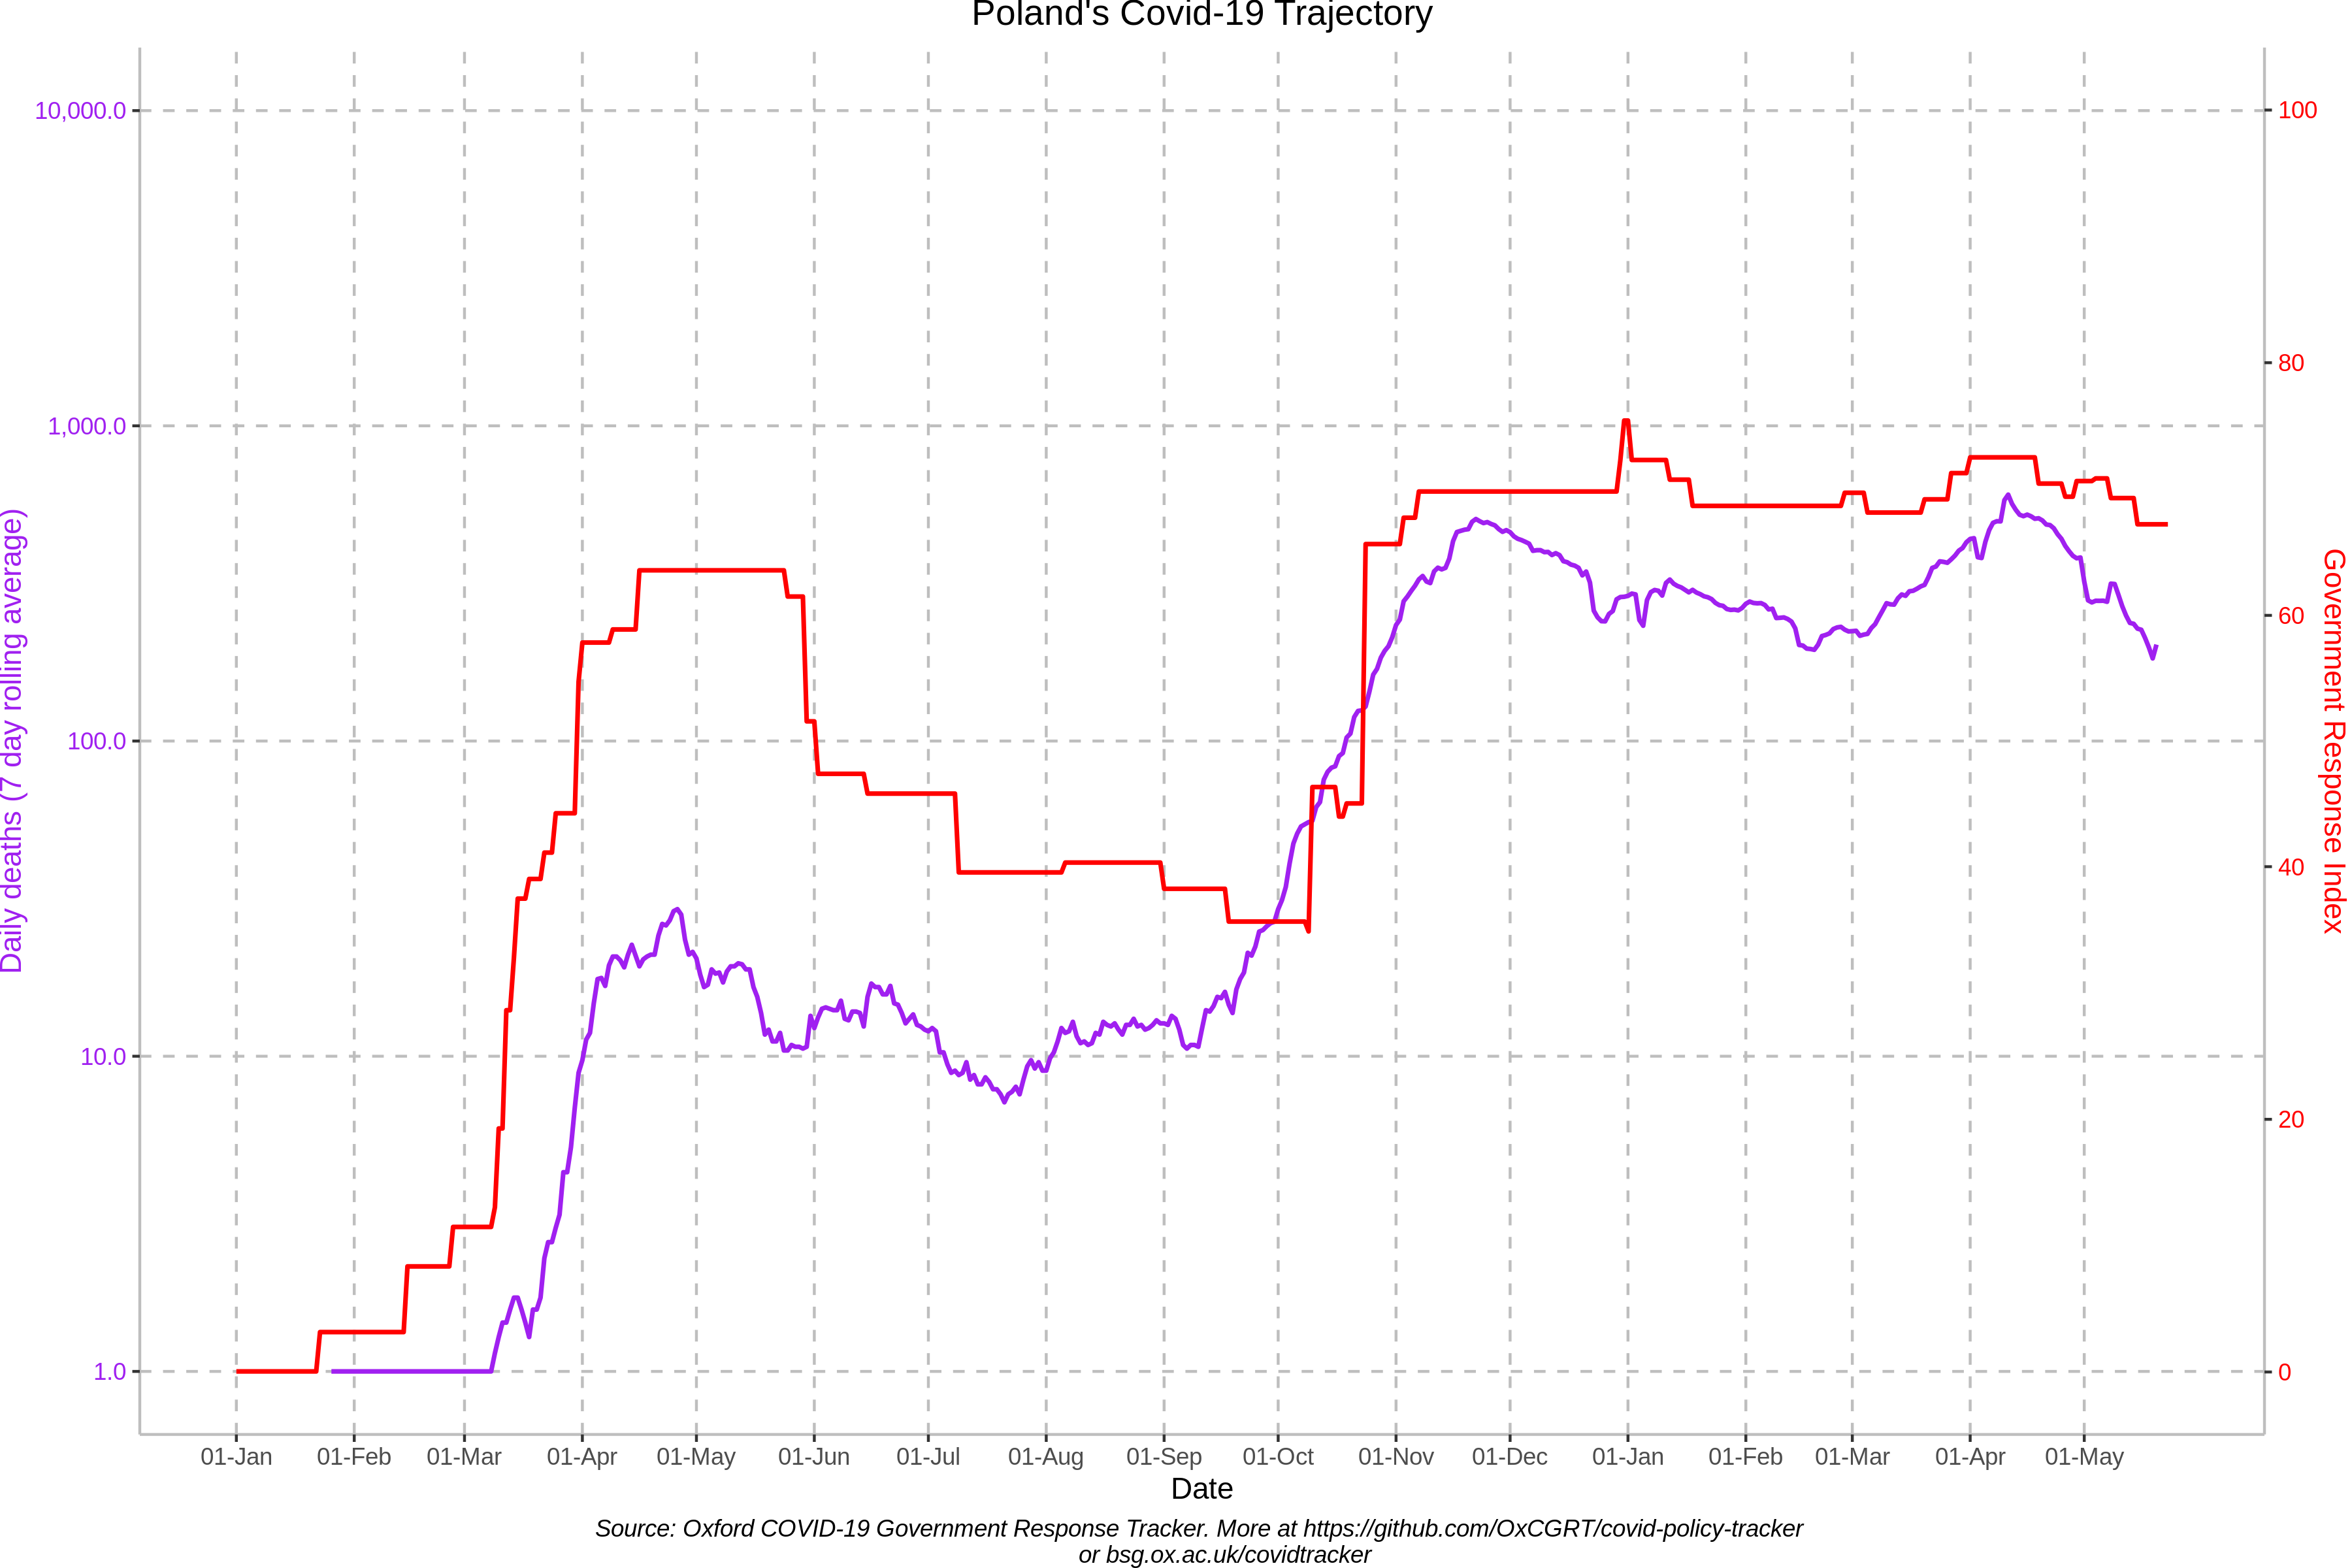 Poland's Covid-19 Trajectory
10,000.0
1,000.0
100.0
10.0
1.0
Daily deaths (7 day rolling average)
100
80
60
40
20
0
Government Response Index
01-Jan 01-Feb 01-Mar 01-Apr 01-May 01-Jun 01-Jul 01-Aug 01-Sep 01-Oct 01-Nov 01-Dec 01-Jan 01-Feb 01-Mar 01-Apr 01-May
Date
Source: Oxford COVID-19 Government Response Tracker. More at https://github.com/OxCGRT/covid-policy-tracker
or bsg.ox.ac.uk/covidtracker